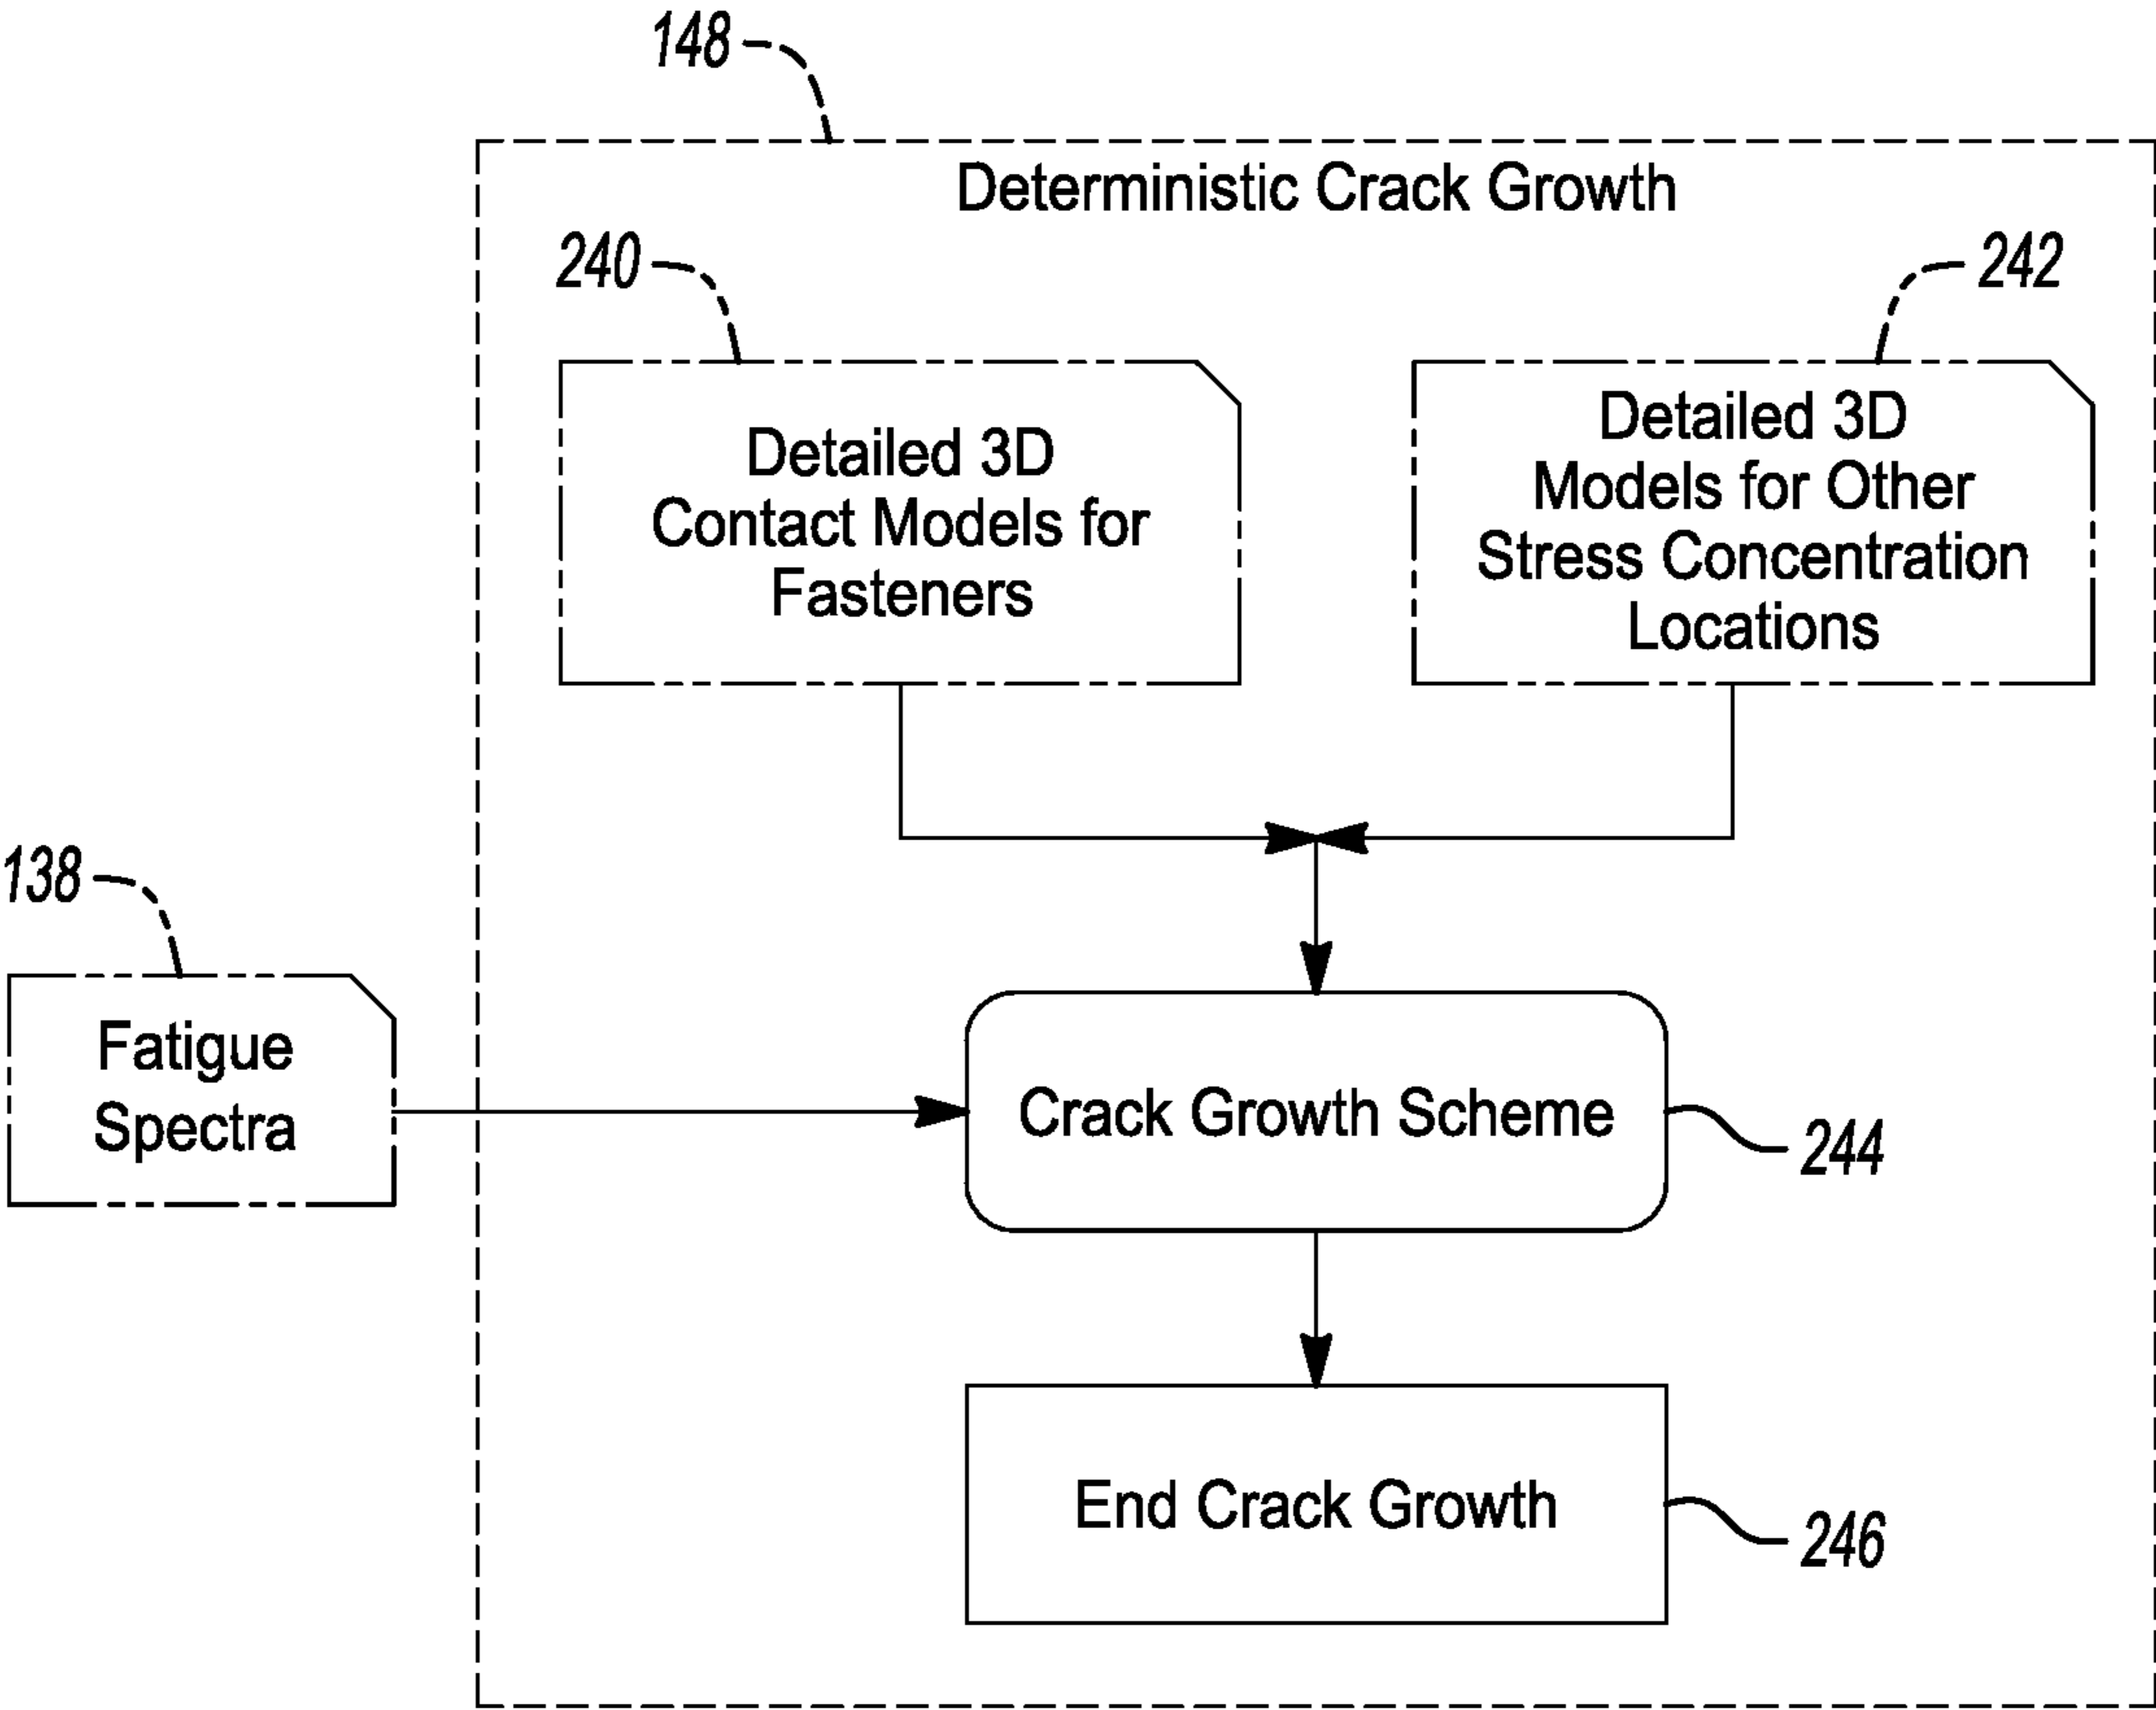 148
Deterministic Crack Growth
240
242
Detailed 3D
Contact Models for
Fasteners
Detailed 3D
Models for Other
Stress Concentration
Locations
138
Fatigue
Spectra
Crack Growth Scheme
244
End Crack Growth
246